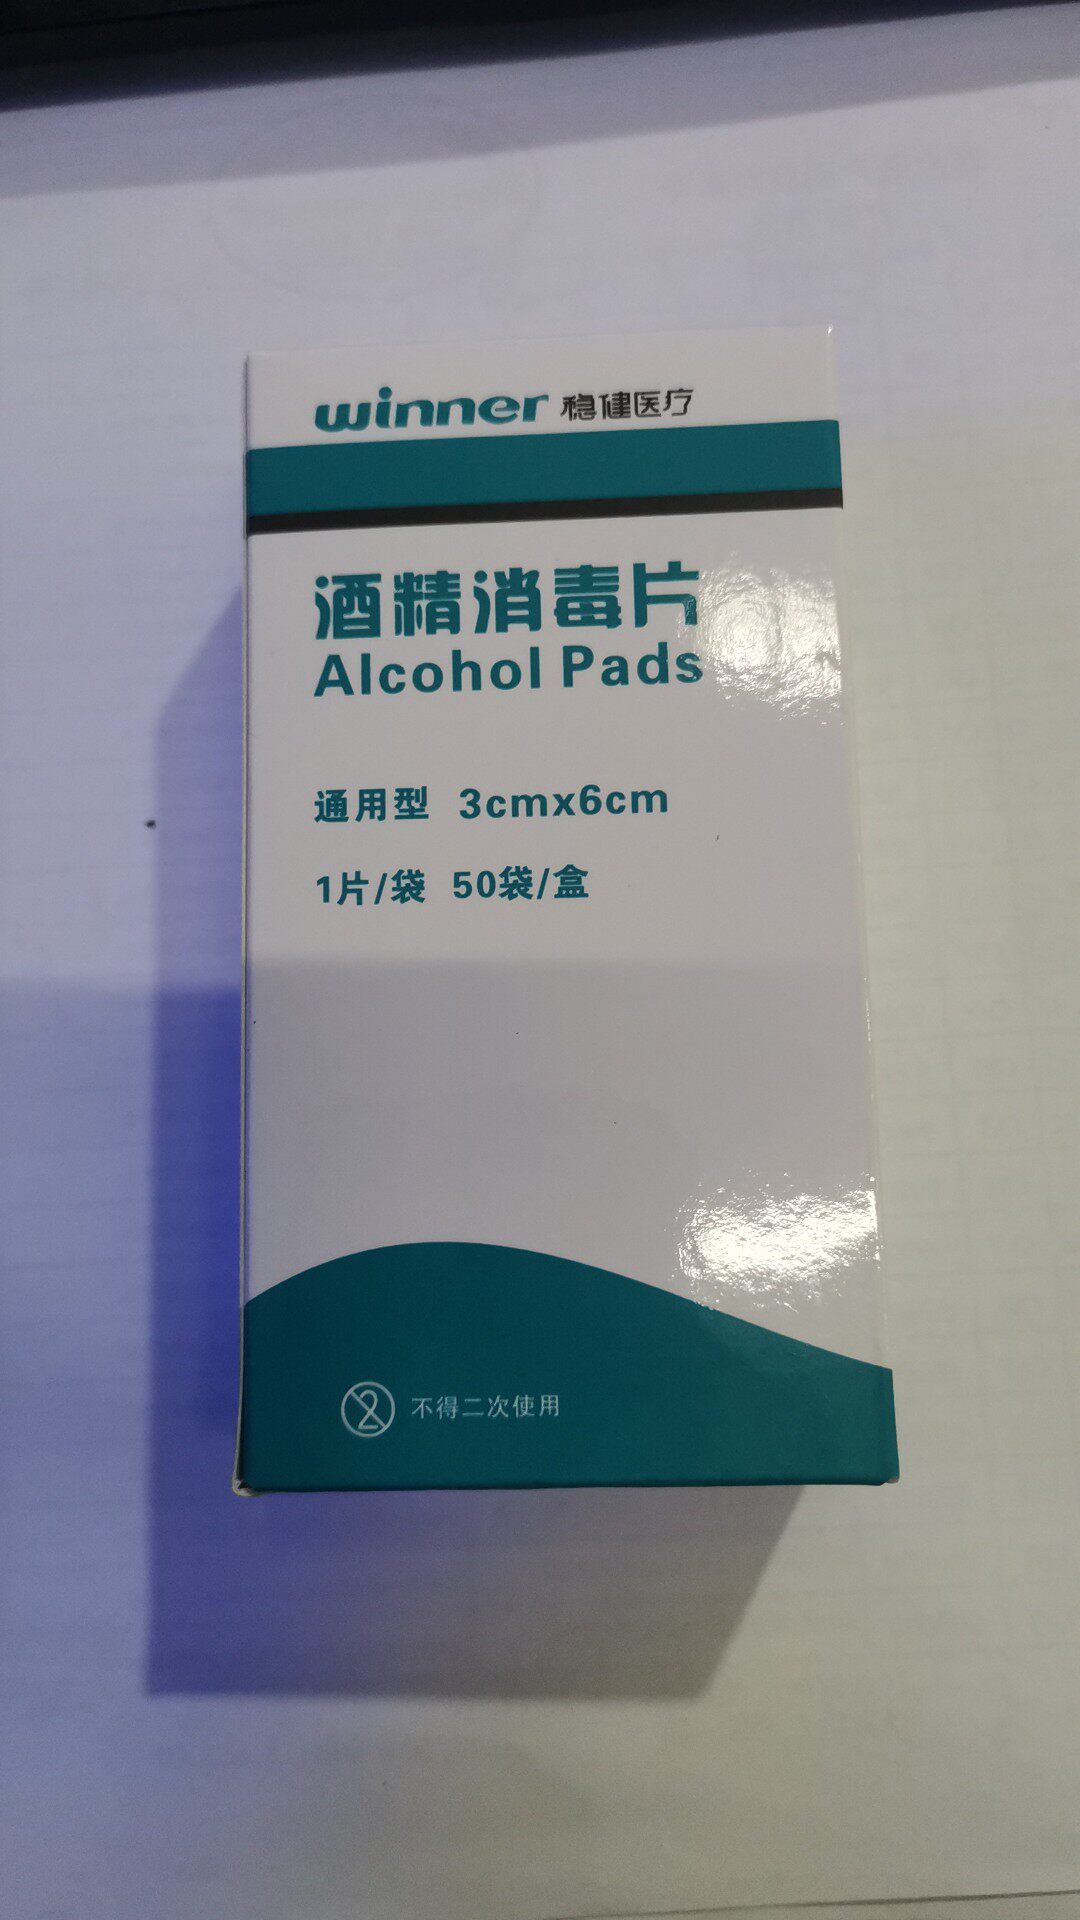 winner 稳健医疗
酒精消毒片
Alcohol Pads
通用型 3cmx6cm
1片/袋 50袋/盒
2 不得二次使用